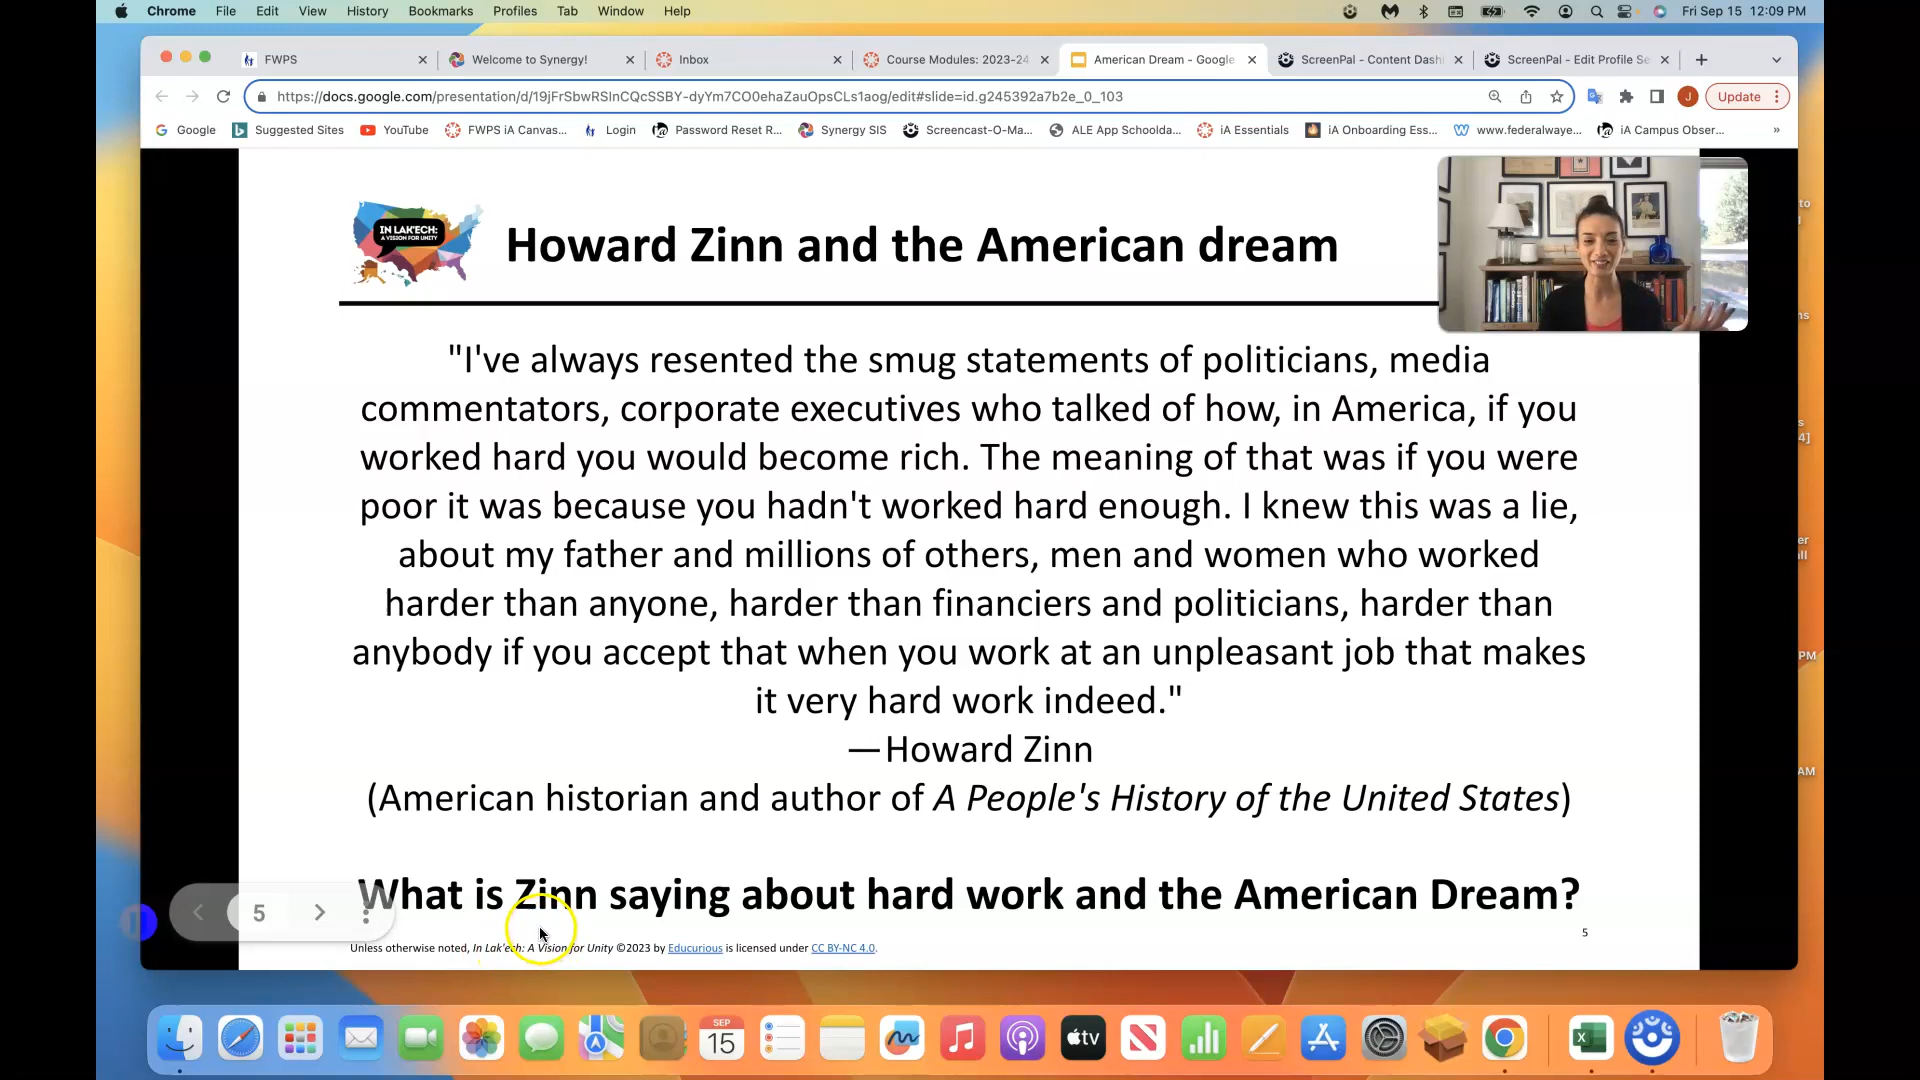 Chrome File Edit View History Bookmarks Profiles Tab Window Help Fri Sep 15 12:09 PM
FWPS Welcome to Synergy! Inbox Course Modules: 2023-24 American Dream - Google ScreenPal - Content Dash ScreenPal - Edit Profile Se
https://docs.google.com/presentation/d/19jFrSbwRSlnCQcSSBY-dyYm7CO0ehaZauOpsCLs1aog/edit#slide=id.g245392a7b2e_0_103 J Update
Google Suggested Sites YouTube FWPS iA Canvas... Login Password Reset R... Synergy SIS Screencast-O-Ma... ALE App Schoolda... iA Essentials iA Onboarding Ess... www.federalwaye... iA Campus Obser... »
IN LAK'ECH:
A VISION FOR UNITY
Howard Zinn and the American dream
"I've always resented the smug statements of politicians, media
commentators, corporate executives who talked of how, in America, if you
worked hard you would become rich. The meaning of that was if you were
poor it was because you hadn't worked hard enough. I knew this was a lie,
about my father and millions of others, men and women who worked
harder than anyone, harder than financiers and politicians, harder than
anybody if you accept that when you work at an unpleasant job that makes
it very hard work indeed."
—Howard Zinn
(American historian and author of A People's History of the United States)
What is Zinn saying about hard work and the American Dream?
5
5
Unless otherwise noted, In Lak'ech: A Vision for Unity ©2023 by Educurious is licensed under CC BY-NC 4.0.
to
ns
s
4]
er
all
PM
AM
SEP
15
tv